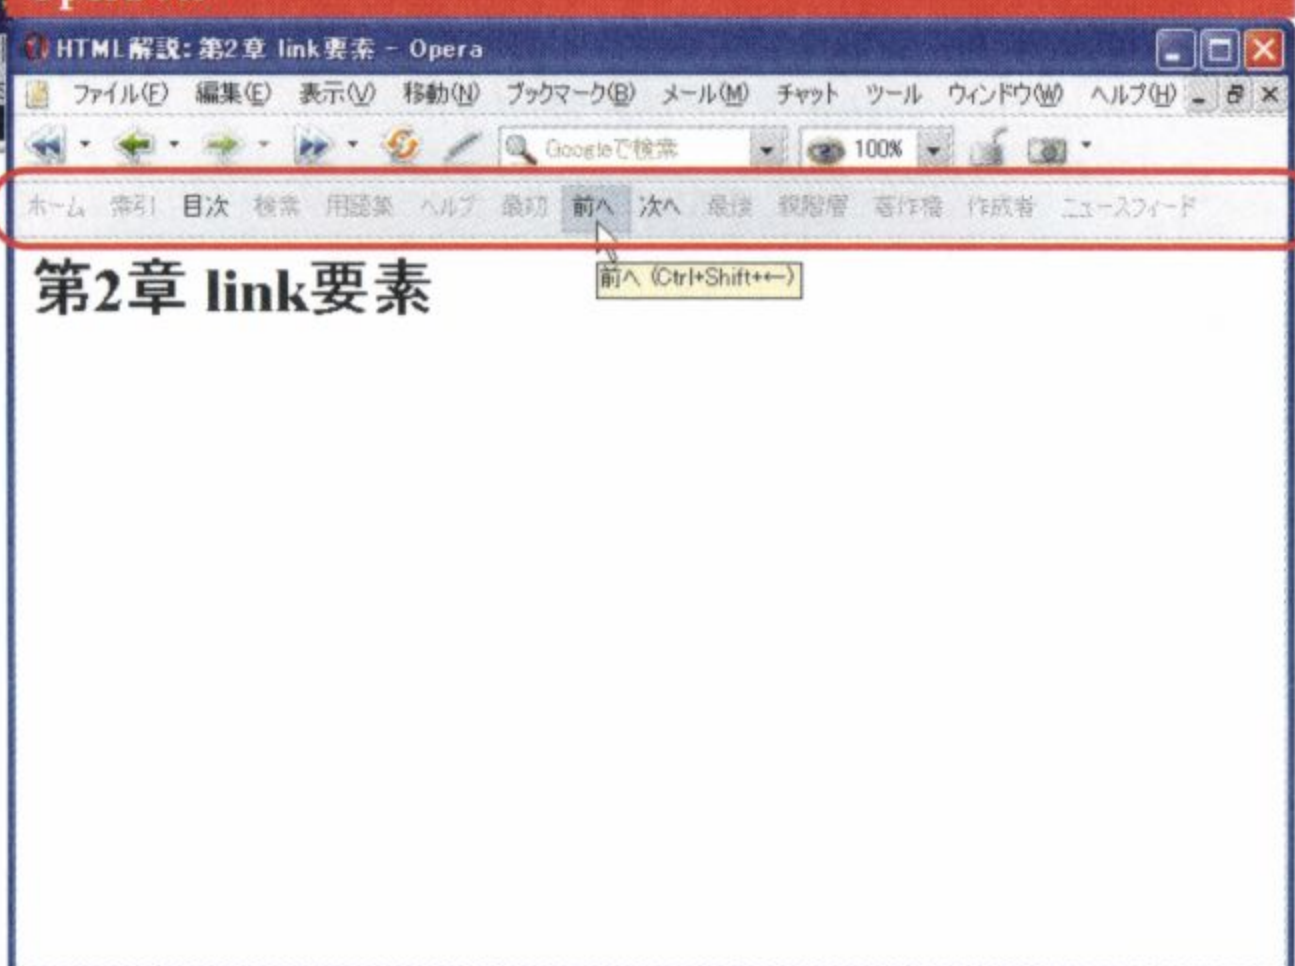 HTML解説: 第2章 link要素 - Opera
ファイル(F) 編集(E) 表示(V) 移動(N) ブックマーク(B) メール(M) チャット ツール ウィンドウ(W) ヘルプ(H)
Googleで検索 100%
ホーム 索引 目次 検索 用語集 ヘルプ 最初 前へ 次へ 最後 親階層 著作権 作成者 ニュースフィード
前へ (Ctrl+Shift+←)
第2章 link要素